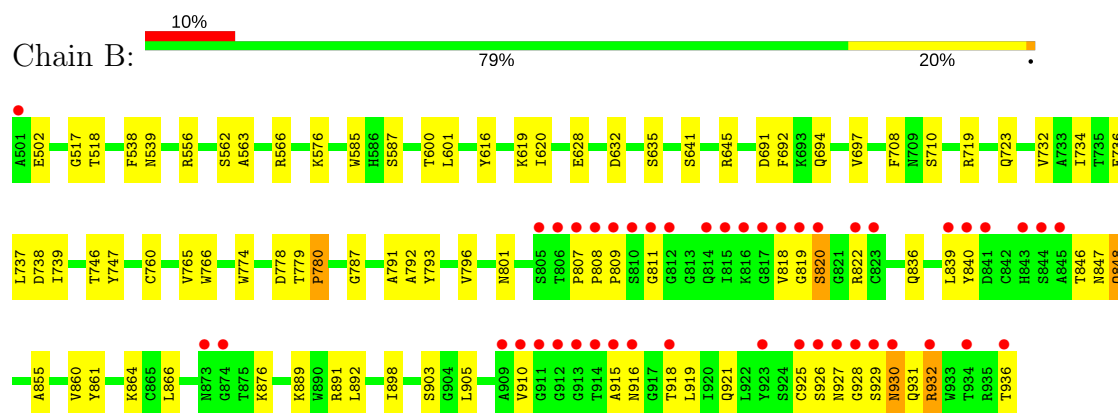 10%
Chain B:
79% 20% •
A501 E502 G517 T518 F538 N539 R556 S562 A563 R566 K576 W585 H586 S587 T600 L601 Y616 K619 I620 E628 D632 S635 S641 R645 D691 F692 K693 Q694 V697 F708 N709 S710 R719 Q723 V732 A733 I734 T735
L737 D738 I739 T746 Y747 C760 V765 W766 W774 D778 T779 P780 G787 A791 A792 Y793 V796 N801 S805 T806 P807 P808 P809 S810 G811 G812 G813 Q814 I815 K816 G817 V818 G819 S820 G821 R822 C823 Q836 L839 Y840 D841 C842 H843 S844 A845 T846 N847
A855 V860 Y861 K864 C865 L866 N873 G874 T875 K876 K889 W890 R891 L892 I898 S903 G904 L905 A909 V910 G911 G912 G913 T914 A915 N916 G917 T918 L919 I920 Q921 L922 Y923 S924 C925 S926 N927 G928 S929 N930 Q931 R932 W933 T934 R935 T936